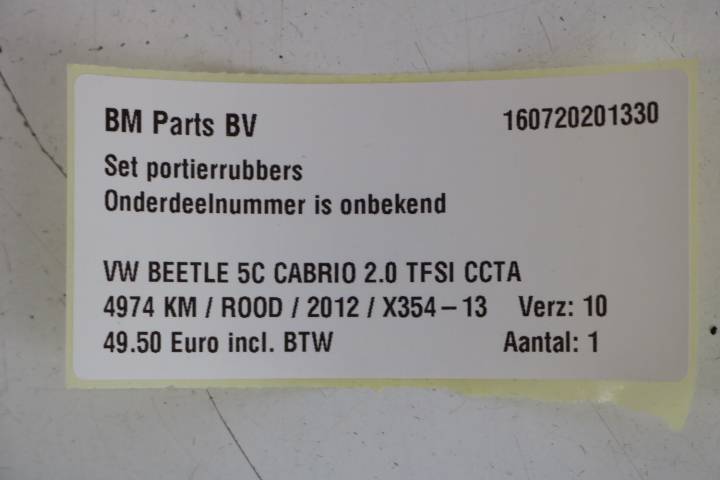 BM Parts BV 160720201330
Set portierrubbers
Onderdeelnummer is onbekend
VW BEETLE 5C CABRIO 2.0 TFSI CCTA
4974 KM / ROOD / 2012 / X354-13 Verz: 10
49.50 Euro incl. BTW Aantal: 1